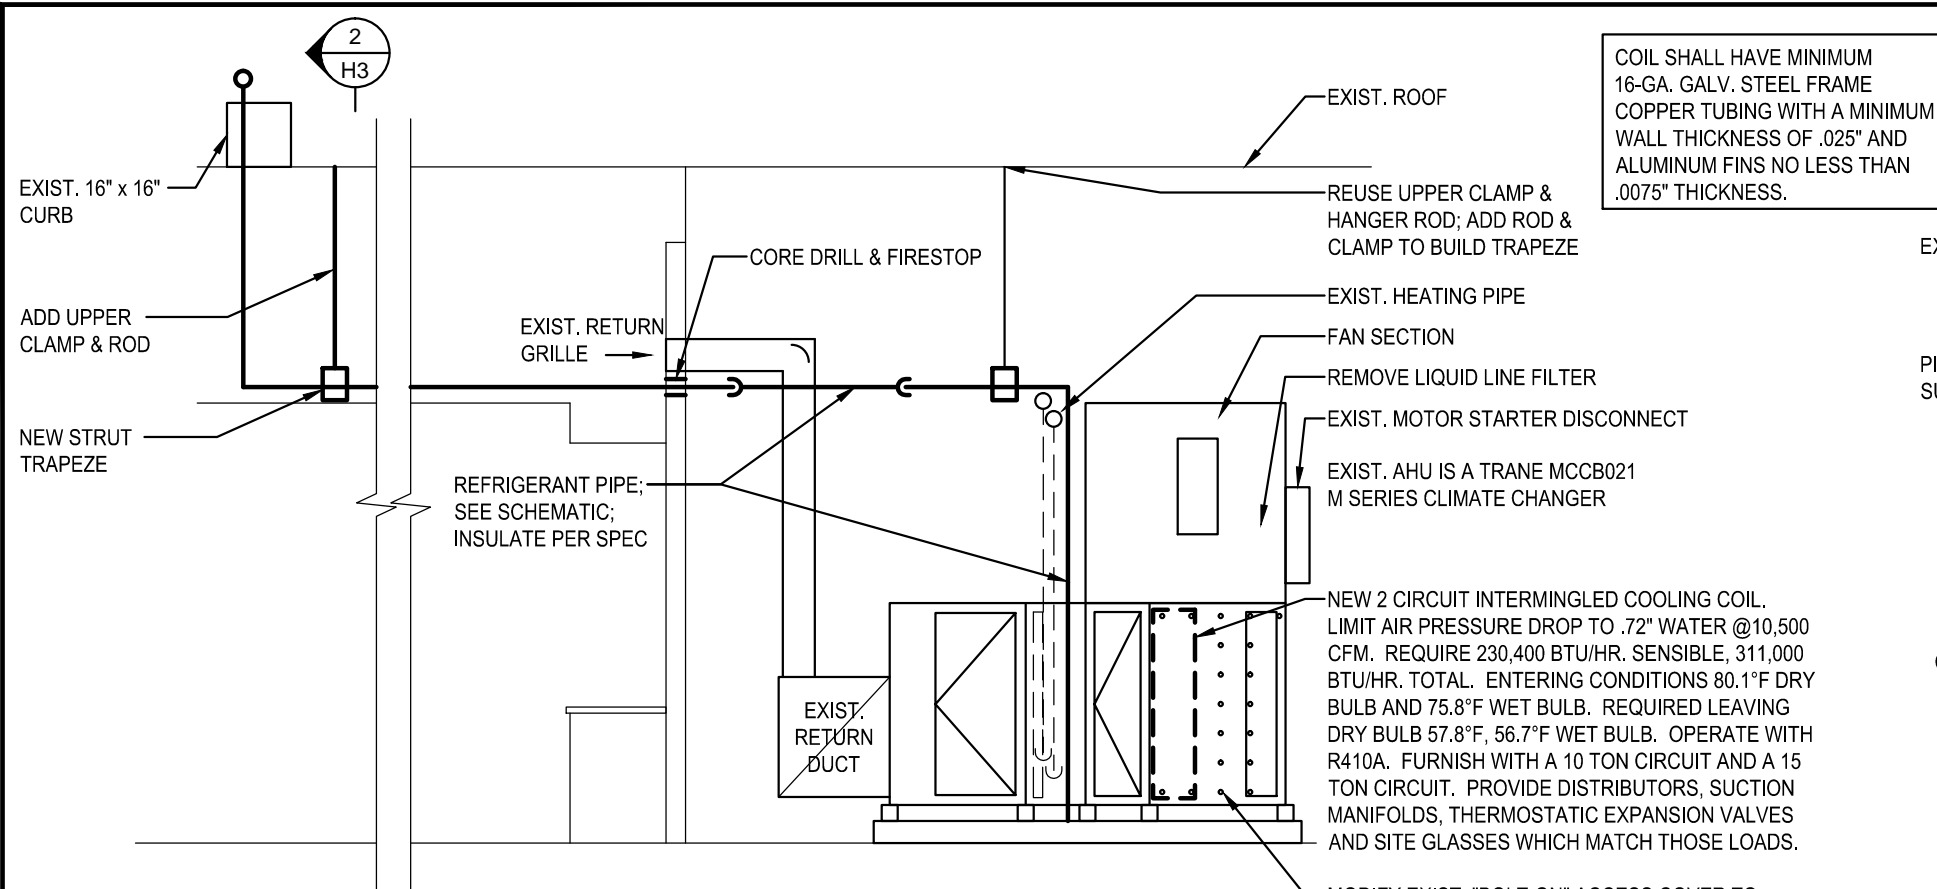 2
H3
EXIST. 16" x 16"
CURB
ADD UPPER
CLAMP & ROD
NEW STRUT
TRAPEZE
EXIST. RETURN
GRILLE
CORE DRILL & FIRESTOP
REFRIGERANT PIPE;
SEE SCHEMATIC;
INSULATE PER SPEC
EXIST.
RETURN
DUCT
EXIST. ROOF
REUSE UPPER CLAMP &
HANGER ROD; ADD ROD &
CLAMP TO BUILD TRAPEZE
EXIST. HEATING PIPE
FAN SECTION
REMOVE LIQUID LINE FILTER
EXIST. MOTOR STARTER DISCONNECT
EXIST. AHU IS A TRANE MCCB021
M SERIES CLIMATE CHANGER
NEW 2 CIRCUIT INTERMINGLED COOLING COIL.
LIMIT AIR PRESSURE DROP TO .72" WATER @10,500
CFM. REQUIRE 230,400 BTU/HR. SENSIBLE, 311,000
BTU/HR. TOTAL. ENTERING CONDITIONS 80.1°F DRY
BULB AND 75.8°F WET BULB. REQUIRED LEAVING
DRY BULB 57.8°F, 56.7°F WET BULB. OPERATE WITH
R410A. FURNISH WITH A 10 TON CIRCUIT AND A 15
TON CIRCUIT. PROVIDE DISTRIBUTORS, SUCTION
MANIFOLDS, THERMOSTATIC EXPANSION VALVES
AND SITE GLASSES WHICH MATCH THOSE LOADS.
MODIFY EXIST. "BOLT-ON" ACCESS COVER TO
COIL SHALL HAVE MINIMUM
16-GA. GALV. STEEL FRAME
COPPER TUBING WITH A MINIMUM
WALL THICKNESS OF .025" AND
ALUMINUM FINS NO LESS THAN
.0075" THICKNESS.